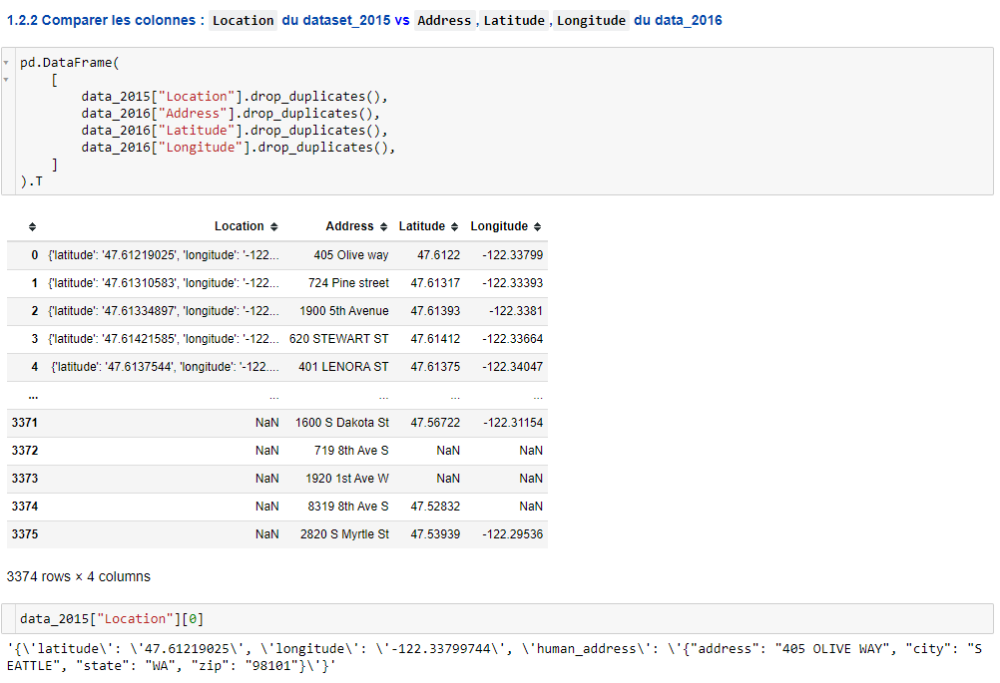 1.2.2 Comparer les colonnes : Location du dataset_2015 vs Address , Latitude , Longitude du data_2016
pd.DataFrame(
    [
        data_2015["Location"].drop_duplicates(),
        data_2016["Address"].drop_duplicates(),
        data_2016["Latitude"].drop_duplicates(),
        data_2016["Longitude"].drop_duplicates(),
    ]
).T
Location Address Latitude Longitude
0 {'latitude': '47.61219025', 'longitude': '-122... 405 Olive way 47.6122 -122.33799
1 {'latitude': '47.61310583', 'longitude': '-122... 724 Pine street 47.61317 -122.33393
2 {'latitude': '47.61334897', 'longitude': '-122... 1900 5th Avenue 47.61393 -122.3381
3 {'latitude': '47.61421585', 'longitude': '-122... 620 STEWART ST 47.61412 -122.33664
4 {'latitude': '47.6137544', 'longitude': '-122.... 401 LENORA ST 47.61375 -122.34047
... ... ... ... ...
3371 NaN 1600 S Dakota St 47.56722 -122.31154
3372 NaN 719 8th Ave S NaN NaN
3373 NaN 1920 1st Ave W NaN NaN
3374 NaN 8319 8th Ave S 47.52832 NaN
3375 NaN 2820 S Myrtle St 47.53939 -122.29536
3374 rows × 4 columns
data_2015["Location"][0]
'{\'latitude\': \'47.61219025\', \'longitude\': \'-122.33799744\', \'human_address\': \'{"address": "405 OLIVE WAY", "city": "S
EATTLE", "state": "WA", "zip": "98101"}\'}'